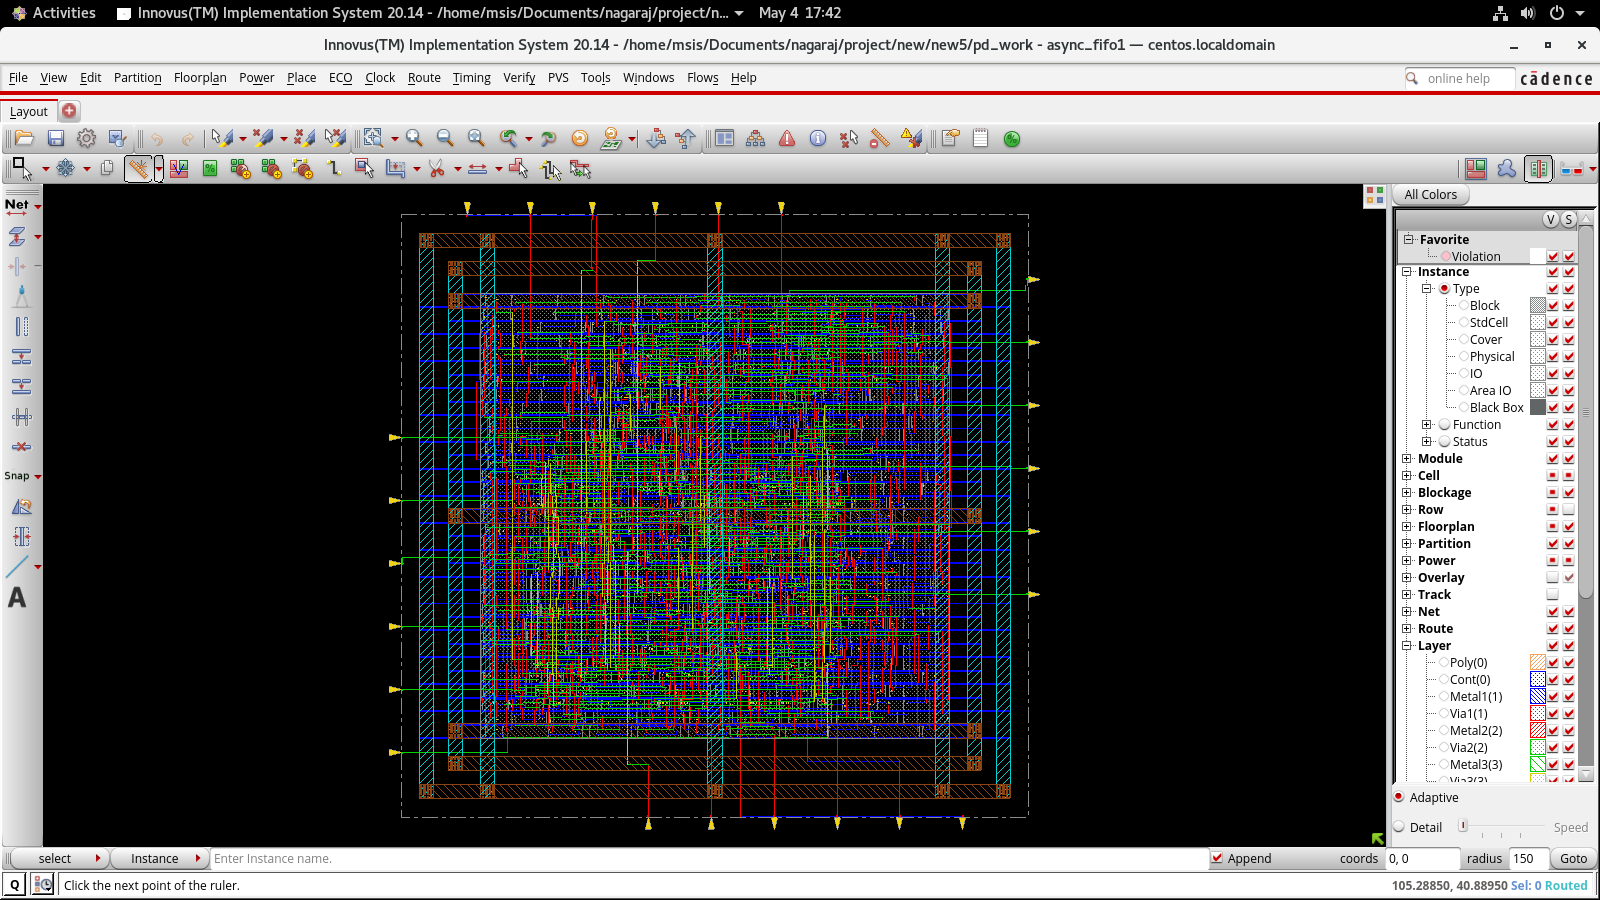 Activities
Innovus(TM) Implementation System 20.14 - /home/msis/Documents/nagaraj/project/n...
May 4 17:42
Innovus(TM) Implementation System 20.14 - /home/msis/Documents/nagaraj/project/new/new5/pd_work - async_fifo1 — centos.localdomain
File View Edit Partition Floorplan Power Place ECO Clock Route Timing Verify PVS Tools Windows Flows Help
online help
cādence
Layout
Net
Snap
A
All Colors
V S
Favorite
Violation
Instance
Type
Block
StdCell
Cover
Physical
IO
Area IO
Black Box
Function
Status
Module
Cell
Blockage
Row
Floorplan
Partition
Power
Overlay
Track
Net
Route
Layer
Poly(0)
Cont(0)
Metal1(1)
Via1(1)
Metal2(2)
Via2(2)
Metal3(3)
Via3(3)
Adaptive
Detail
Speed
select Instance Enter Instance name. Append coords 0, 0 radius 150 Goto
Q Click the next point of the ruler. 105.28850, 40.88950 Sel: 0 Routed